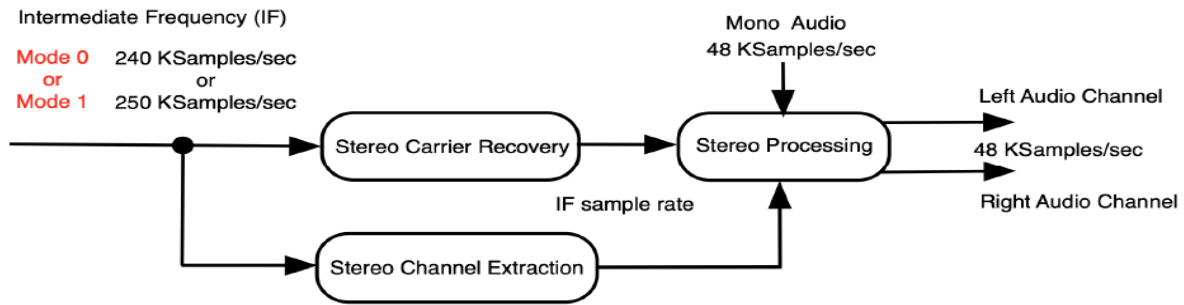 Intermediate Frequency (IF)
Mode 0 240 KSamples/sec
or or
Mode 1 250 KSamples/sec
Mono Audio
48 KSamples/sec
Left Audio Channel
Stereo Carrier Recovery
Stereo Processing
48 KSamples/sec
IF sample rate
Right Audio Channel
Stereo Channel Extraction